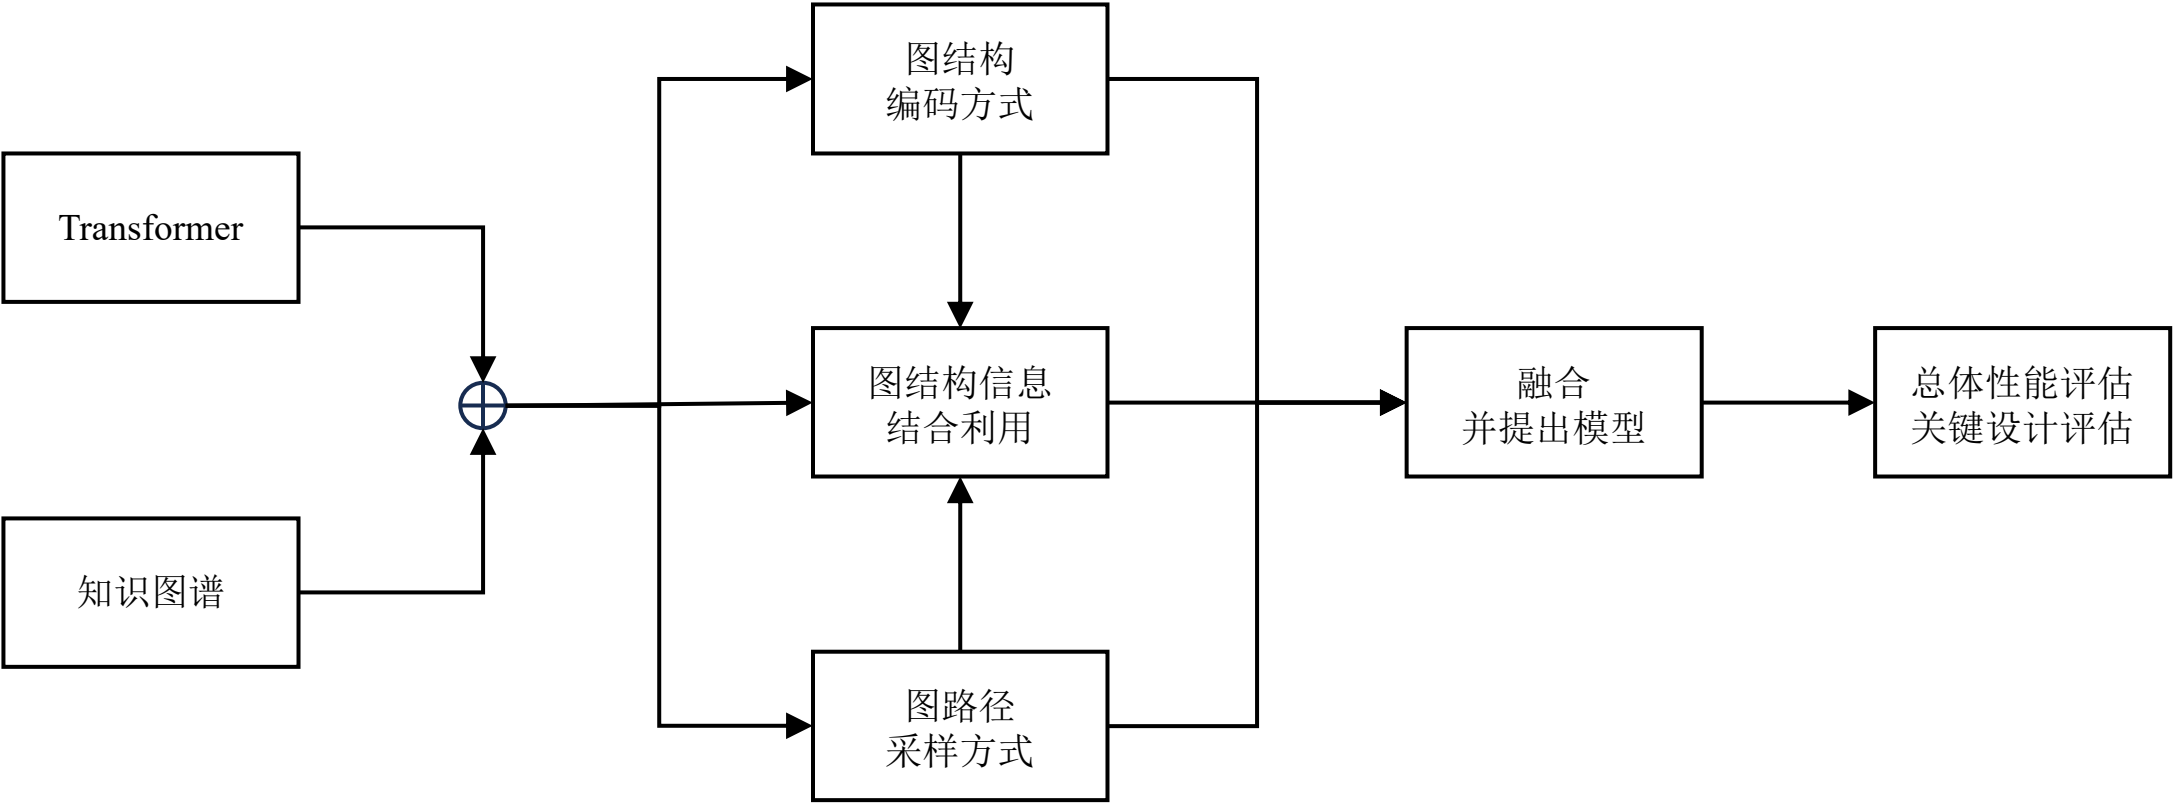 Transformer
知识图谱
图结构
编码方式
图结构信息
结合利用
图路径
采样方式
融合
并提出模型
总体性能评估
关键设计评估